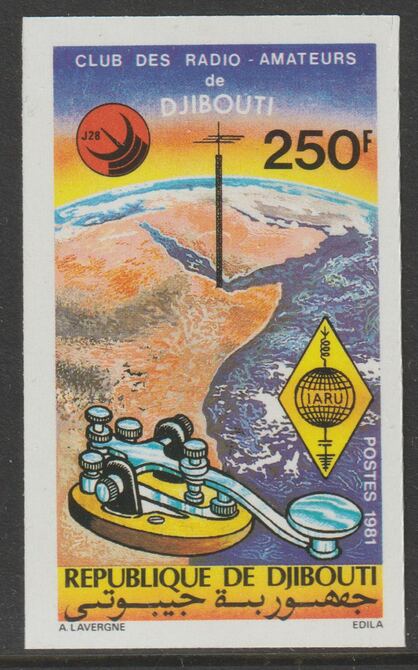 CLUB DES RADIO - AMATEURS
de
DJIBOUTI
J28
250F
IARU
POSTES 1981
REPUBLIQUE DE DJIBOUTI
جمهورية جيبوتي
A. LAVERGNE
EDILA